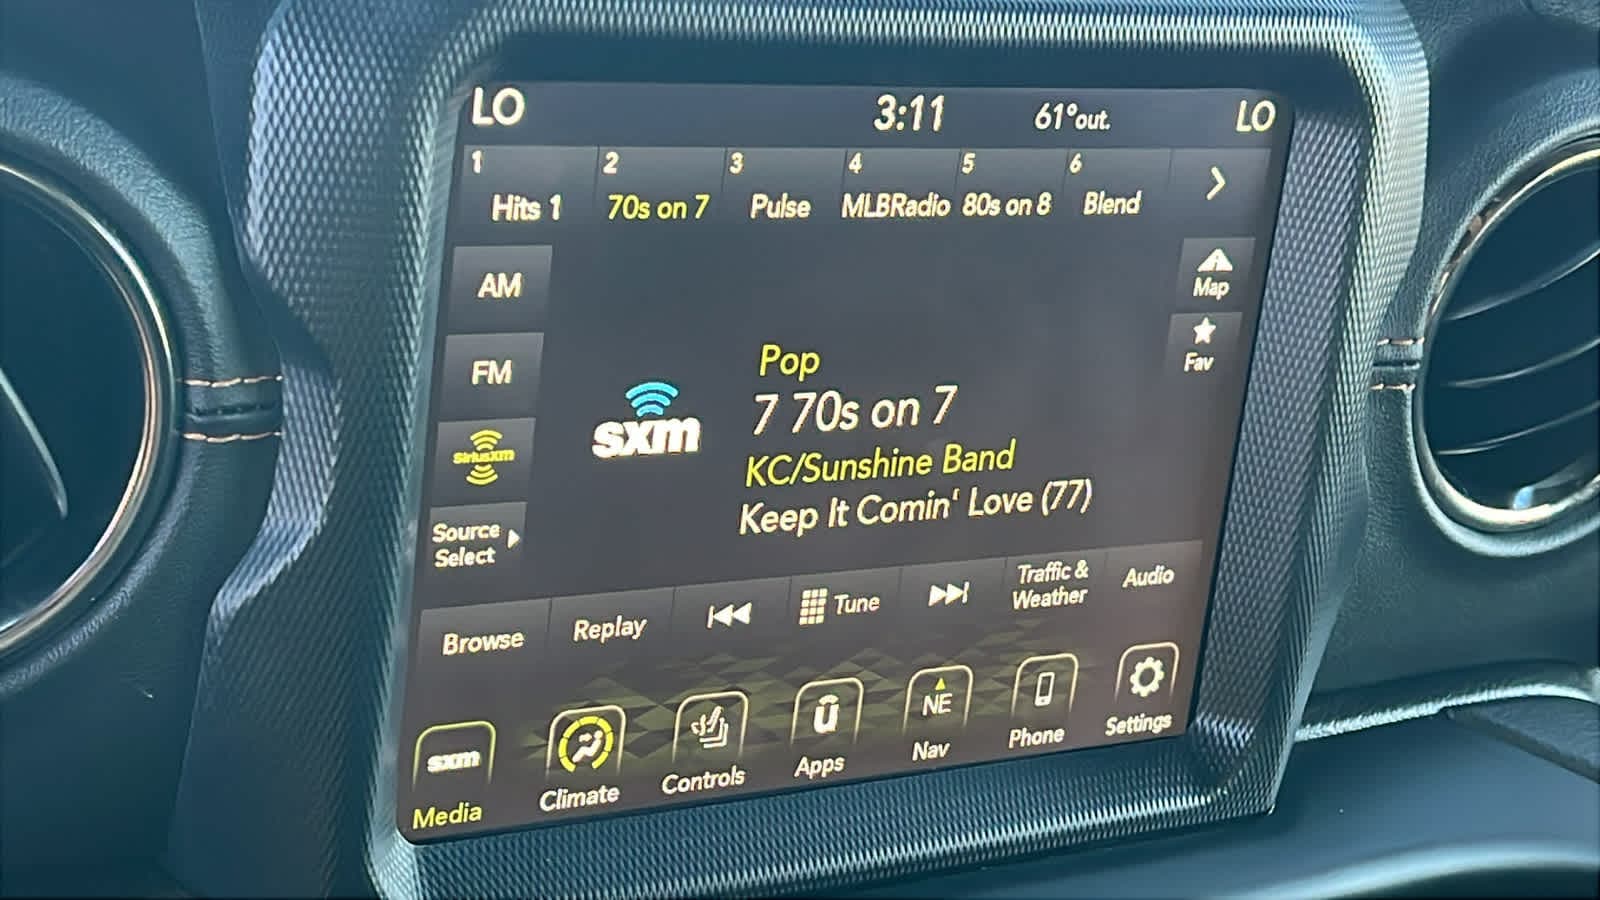 LO 3:11 61°out. LO
1 2 3 4 5 6
Hits 1 70s on 7 Pulse MLBRadio 80s on 8 Blend
AM
Map
FM
Fav
Pop
7 70s on 7
sxm
KC/Sunshine Band
SiriusXM
Keep It Comin' Love (77)
Source
Select
Browse Replay Tune Traffic & Audio
Weather
sxm NE
Media Climate Controls Apps Nav Phone Settings